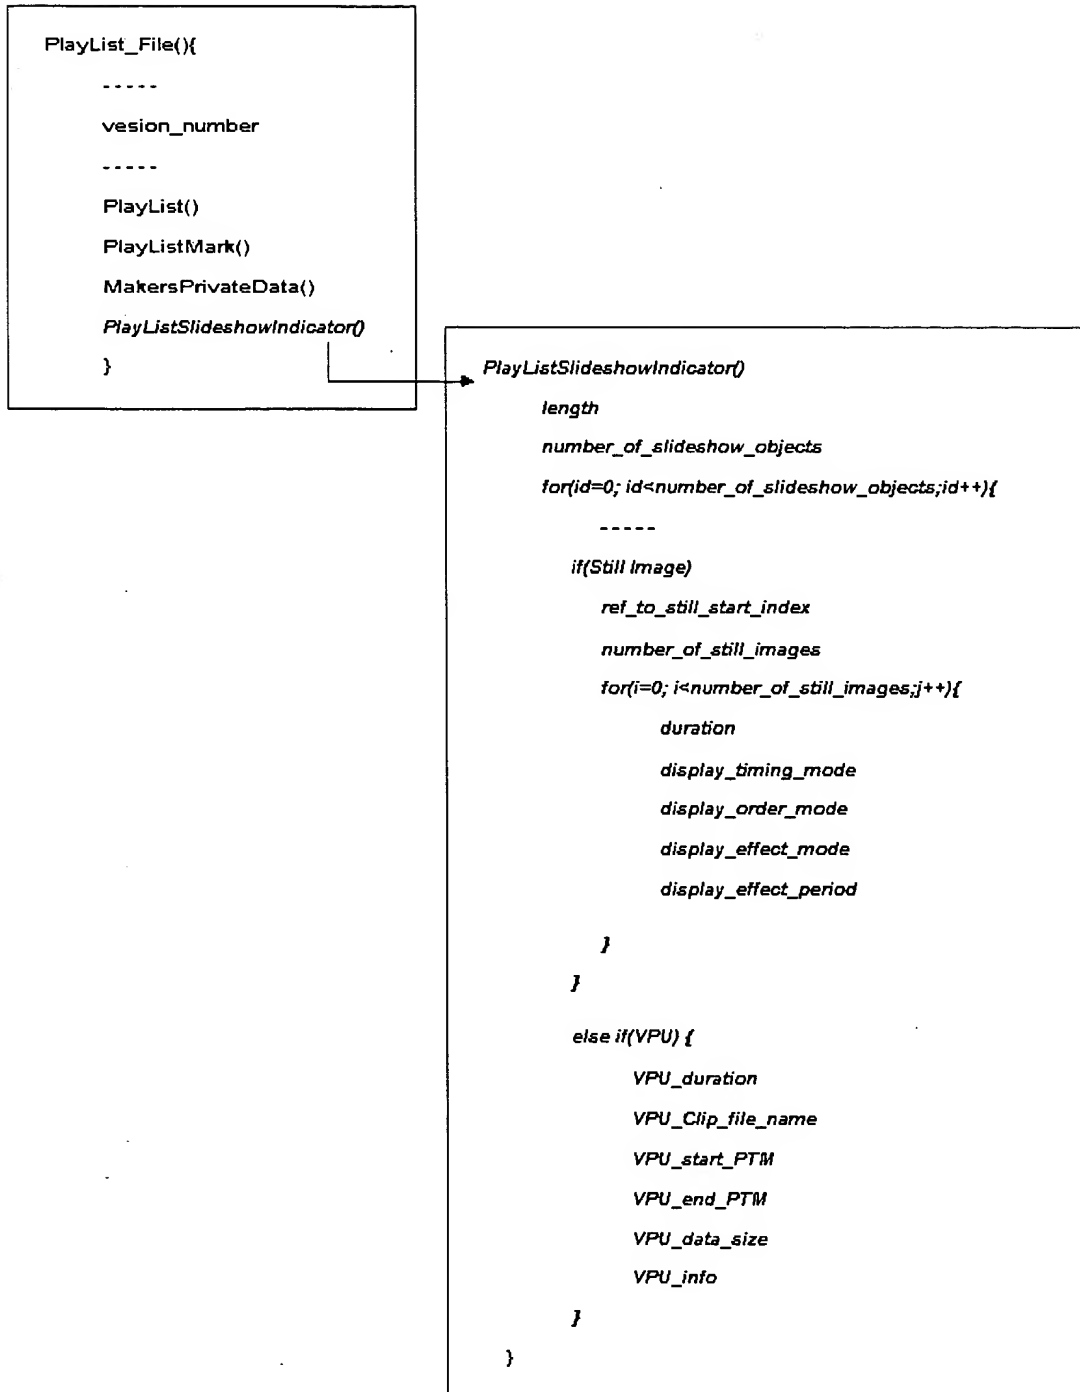 PlayList_File(){
-----
vesion_number
-----
PlayList()
PlayListMark()
MakersPrivateData()
PlayListSlideshowIndicator()
}
PlayListSlideshowIndicator()
length
number_of_slideshow_objects
for(id=0; id<number_of_slideshow_objects;id++){
-----
if(Still Image)
ref_to_still_start_index
number_of_still_images
for(i=0; i<number_of_still_images;j++){
duration
display_timing_mode
display_order_mode
display_effect_mode
display_effect_period
}
}
else if(VPU) {
VPU_duration
VPU_Clip_file_name
VPU_start_PTM
VPU_end_PTM
VPU_data_size
VPU_info
}
}